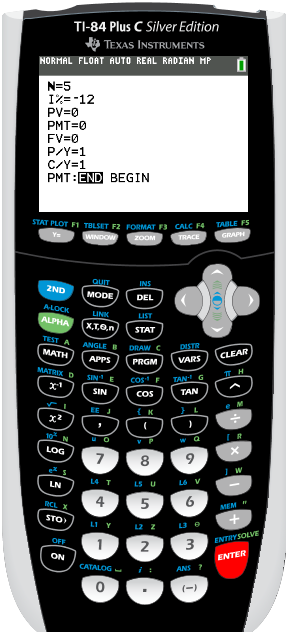 TI-84 Plus C Silver Edition
TEXAS INSTRUMENTS
NORMAL FLOAT AUTO REAL RADIAN MP
N=5
I%=-12
PV=0
PMT=0
FV=0
P/Y=1
C/Y=1
PMT:END BEGIN
STAT PLOT F1 TBLSET F2 FORMAT F3 CALC F4 TABLE F5
Y= WINDOW ZOOM TRACE GRAPH
QUIT INS
2ND MODE DEL
A-LOCK LINK LIST
ALPHA X,T,Θ,n STAT
TEST A ANGLE B DRAW C DISTR
MATH APPS PRGM VARS CLEAR
MATRIX D SIN⁻¹ E COS⁻¹ F TAN⁻¹ G π H
x⁻¹ SIN COS TAN ^
√ I EE J { K } L e M
x² , ( ) ÷
10ˣ N u O v P w Q [ R
LOG 7 8 9 ×
eˣ S L4 T L5 U L6 V ] W
LN 4 5 6 −
RCL X L1 Y L2 Z L3 θ MEM "
STO› 1 2 3 +
OFF CATALOG ⎵ i : ANS ? ENTRY SOLVE
ON 0 . (−) ENTER